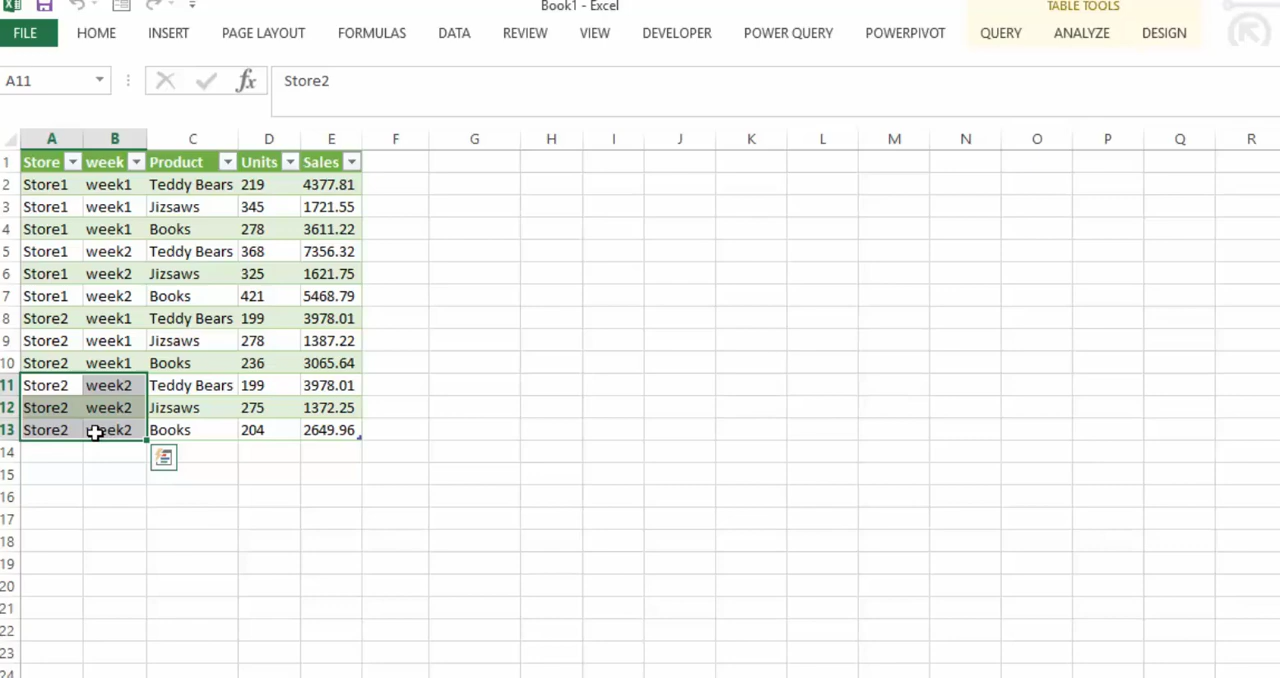 Book1 - Excel
TABLE TOOLS
FILE HOME INSERT PAGE LAYOUT FORMULAS DATA REVIEW VIEW DEVELOPER POWER QUERY POWERPIVOT QUERY ANALYZE DESIGN
A11 fx Store2
A B C D E F G H I J K L M N O P Q R
1 Store week Product Units Sales
2 Store1 week1 Teddy Bears 219 4377.81
3 Store1 week1 Jizsaws 345 1721.55
4 Store1 week1 Books 278 3611.22
5 Store1 week2 Teddy Bears 368 7356.32
6 Store1 week2 Jizsaws 325 1621.75
7 Store1 week2 Books 421 5468.79
8 Store2 week1 Teddy Bears 199 3978.01
9 Store2 week1 Jizsaws 278 1387.22
10 Store2 week1 Books 236 3065.64
11 Store2 week2 Teddy Bears 199 3978.01
12 Store2 week2 Jizsaws 275 1372.25
13 Store2 week2 Books 204 2649.96
14
15
16
17
18
19
20
21
22
23
24